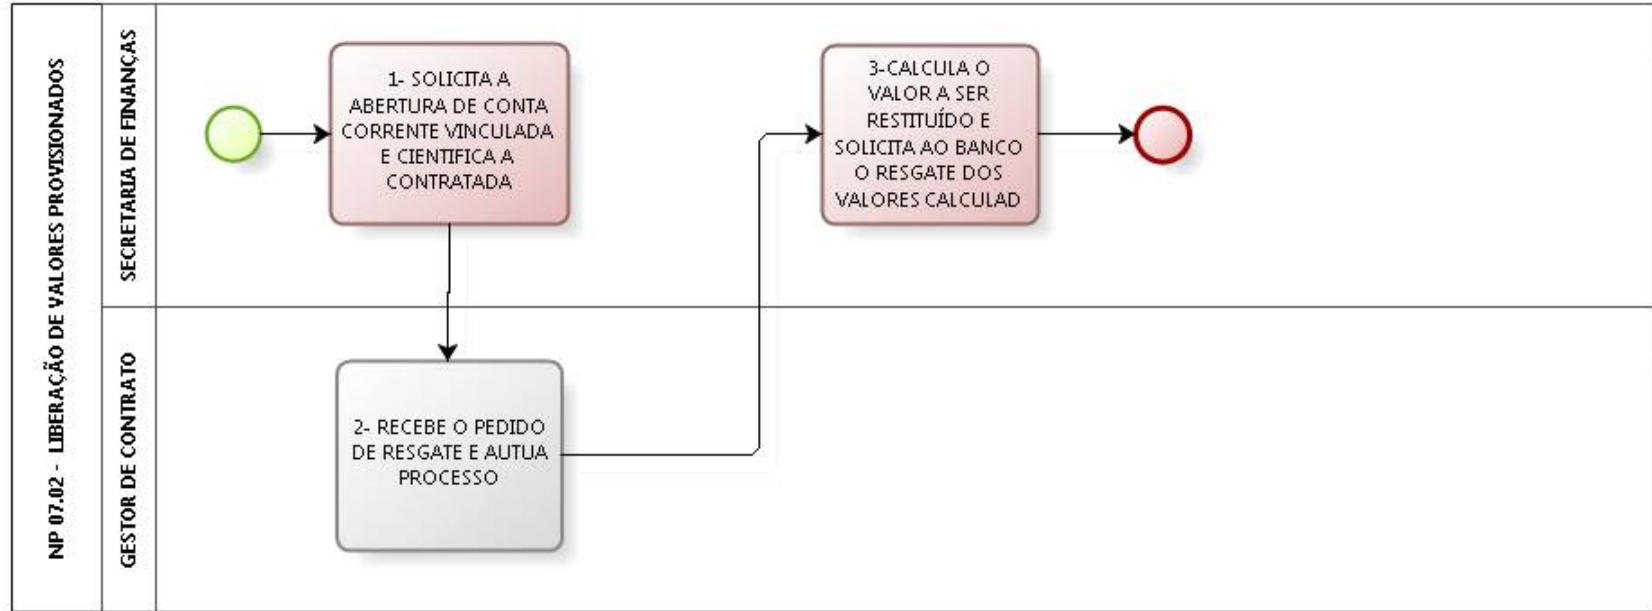 NP 07.02 - LIBERAÇÃO DE VALORES PROVISIONADOS
SECRETARIA DE FINANÇAS
1- SOLICITA A
ABERTURA DE CONTA
CORRENTE VINCULADA
E CIENTIFICA A
CONTRATADA
3-CALCULA O
VALOR A SER
RESTITUÍDO E
SOLICITA AO BANCO
O RESGATE DOS
VALORES CALCULAD
GESTOR DE CONTRATO
2- RECEBE O PEDIDO
DE RESGATE E AUTUA
PROCESSO